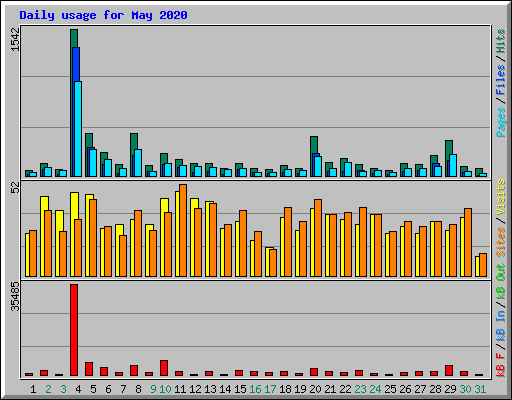 Daily usage for May 2020
1542
Pages / Files / Hits
52
Sites / Visits
35485
kB F / kB In / kB Out
1 2 3 4 5 6 7 8 9 10 11 12 13 14 15 16 17 18 19 20 21 22 23 24 25 26 27 28 29 30 31